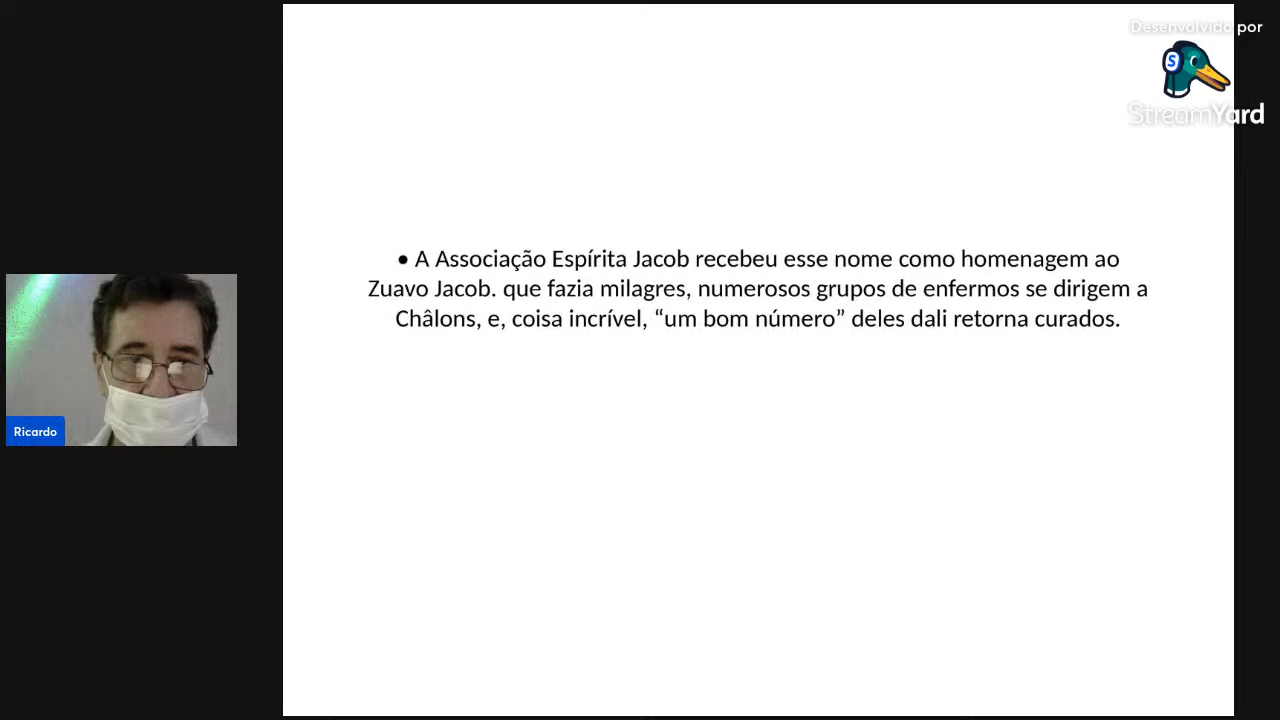 Desenvolvido por
S
StreamYard
• A Associação Espírita Jacob recebeu esse nome como homenagem ao
Zuavo Jacob. que fazia milagres, numerosos grupos de enfermos se dirigem a
Châlons, e, coisa incrível, “um bom número” deles dali retorna curados.
Ricardo